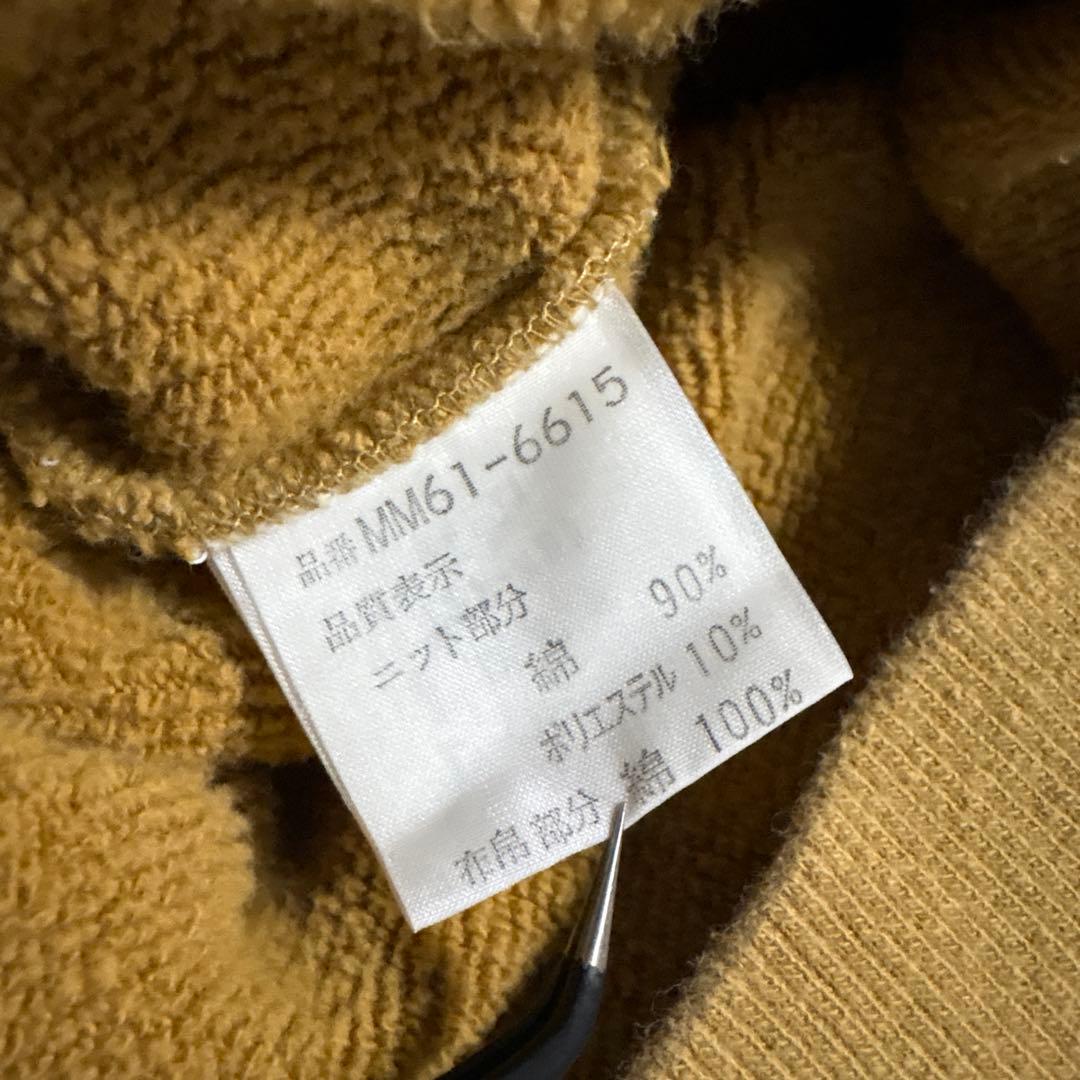 品番 MM61-6615
品質表示
ニット部分
綿 90%
ポリエステル 10%
布帛部分 綿 100%